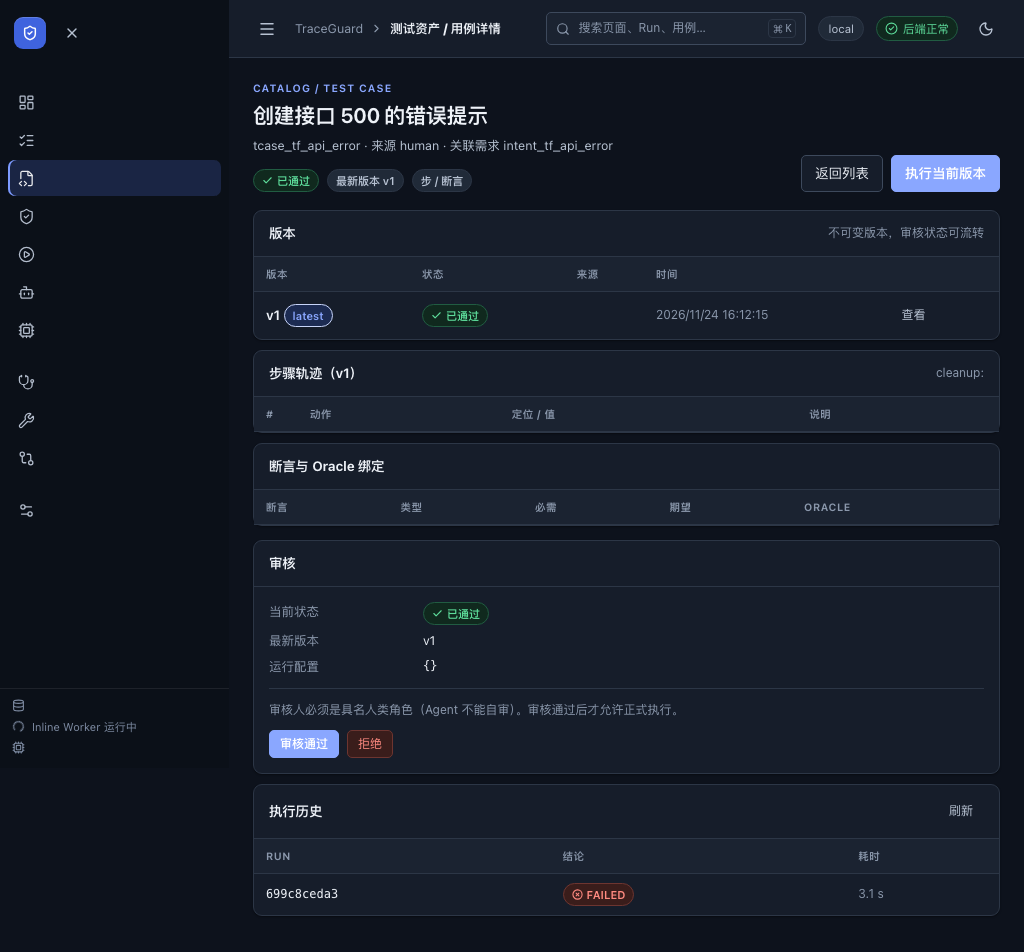 TraceGuard > 测试资产 / 用例详情
搜索页面、Run、用例…
⌘ K
local
后端正常
CATALOG / TEST CASE
创建接口 500 的错误提示
tcase_tf_api_error · 来源 human · 关联需求 intent_tf_api_error
已通过
最新版本 v1
步 / 断言
返回列表
执行当前版本
版本
不可变版本，审核状态可流转
版本 状态 来源 时间
v1 latest 已通过 2026/11/24 16:12:15 查看
步骤轨迹（v1）
cleanup:
# 动作 定位 / 值 说明
断言与 Oracle 绑定
断言 类型 必需 期望 ORACLE
审核
当前状态 已通过
最新版本 v1
运行配置 {}
审核人必须是具名人类角色（Agent 不能自审）。审核通过后才允许正式执行。
审核通过
拒绝
Inline Worker 运行中
执行历史
刷新
RUN 结论 耗时
699c8ceda3 FAILED 3.1 s